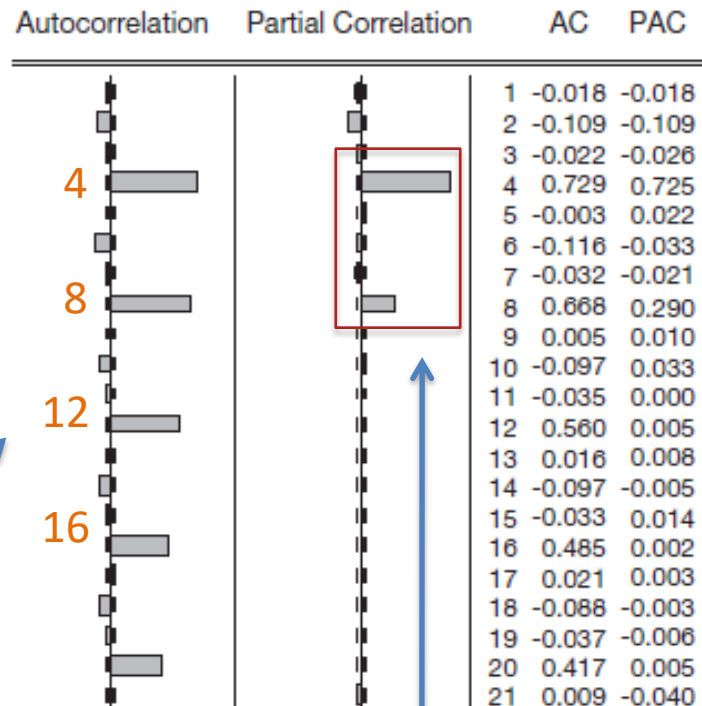 Autocorrelation Partial Correlation AC PAC
1 -0.018 -0.018
2 -0.109 -0.109
3 -0.022 -0.026
4 4 0.729 0.725
5 -0.003 0.022
6 -0.116 -0.033
7 -0.032 -0.021
8 8 0.668 0.290
9 0.005 0.010
10 -0.097 0.033
11 -0.035 0.000
12 12 0.560 0.005
13 0.016 0.008
14 -0.097 -0.005
15 -0.033 0.014
16 16 0.485 0.002
17 0.021 0.003
18 -0.088 -0.003
19 -0.037 -0.006
20 0.417 0.005
21 0.009 -0.040